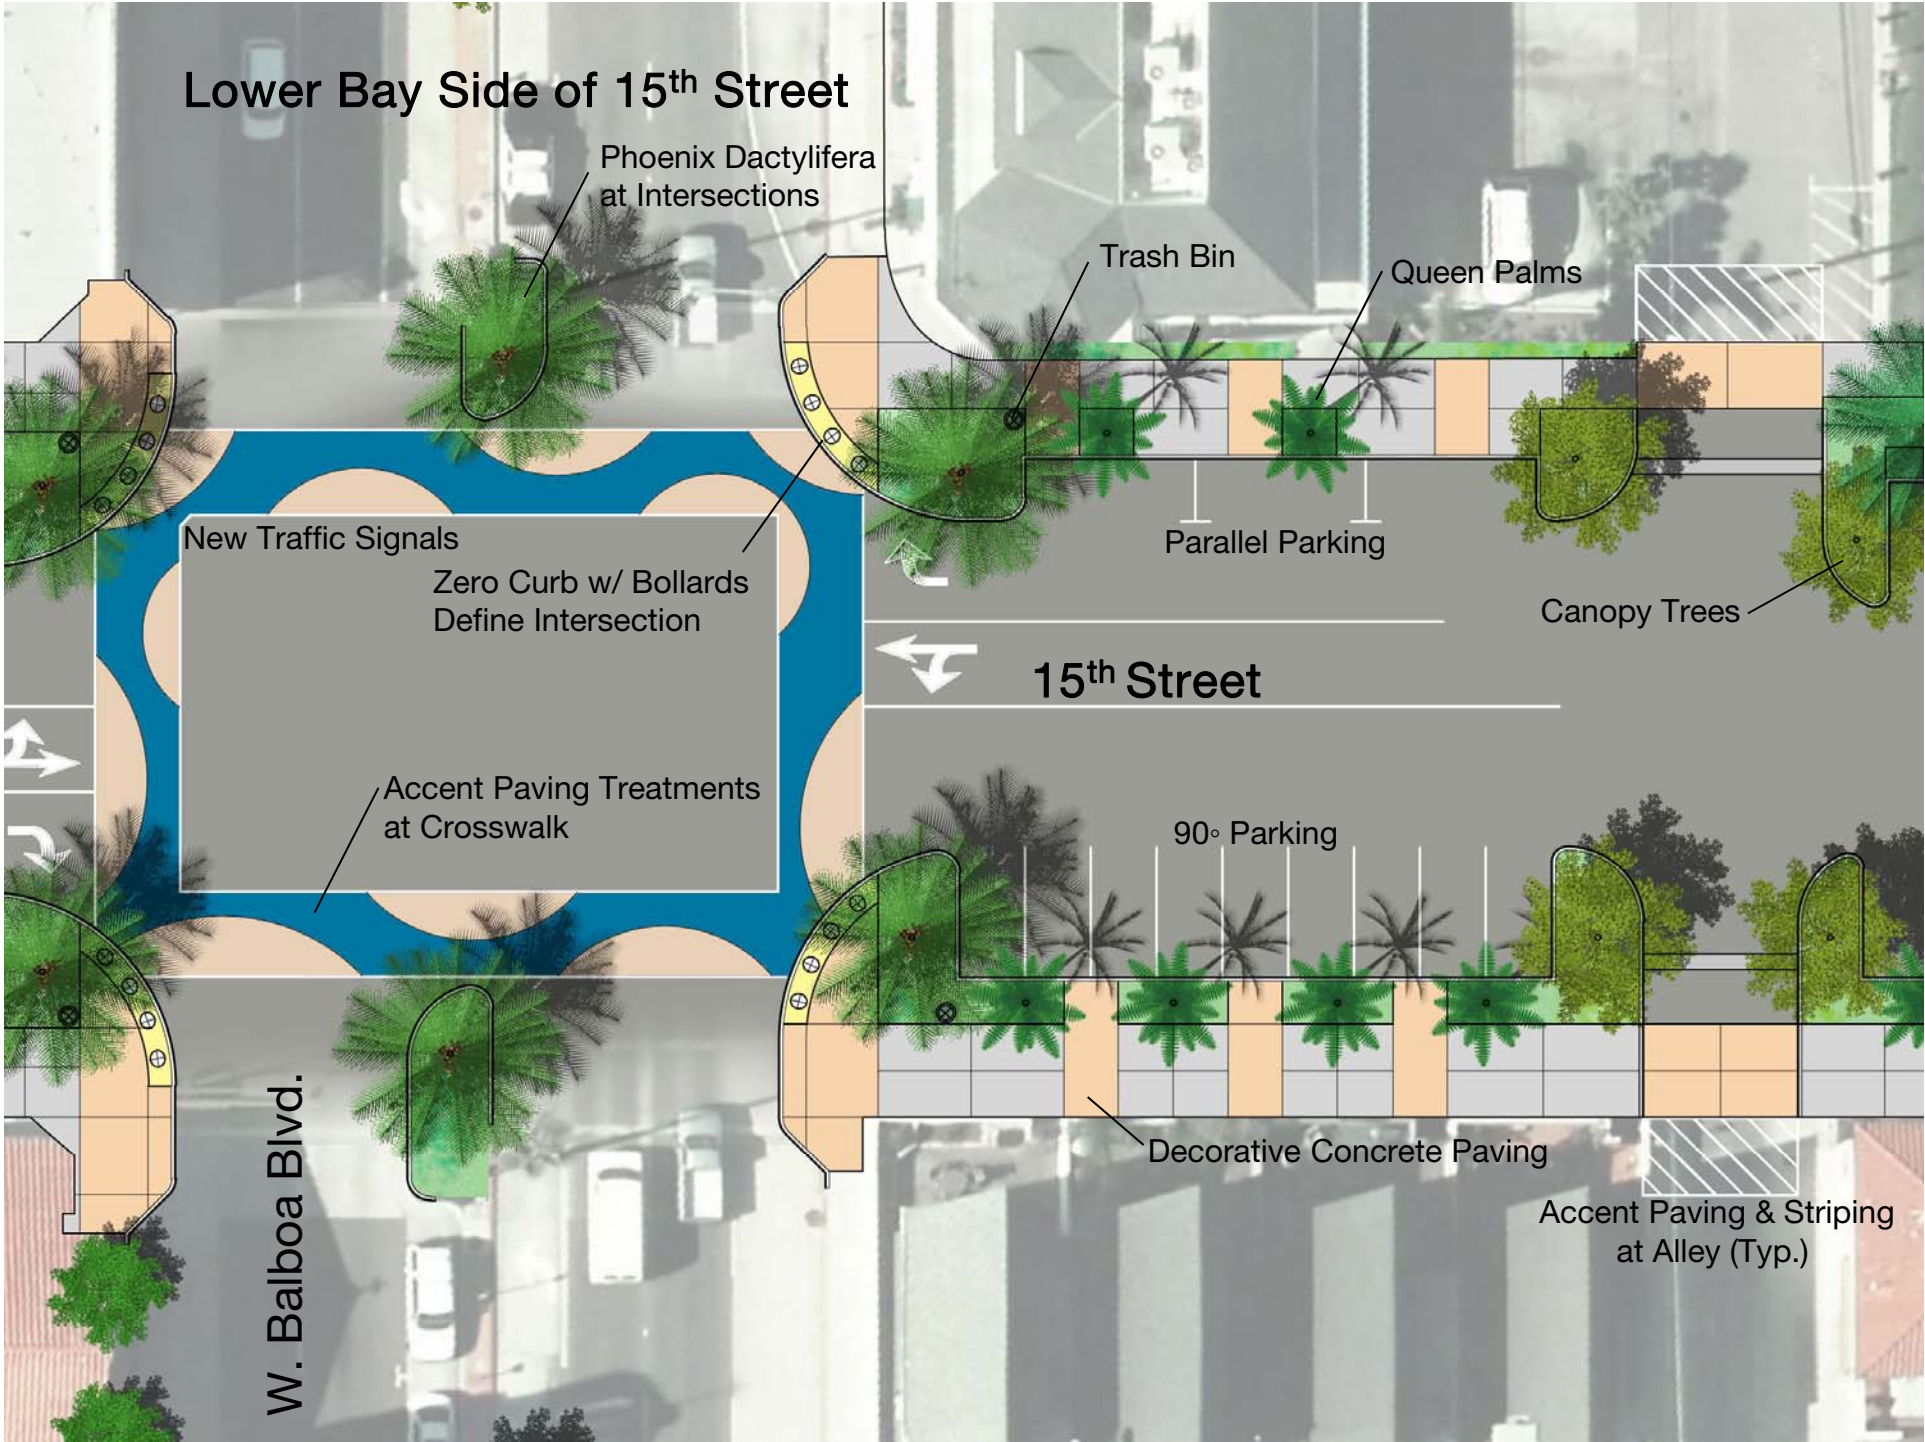 Lower Bay Side of 15th Street
Phoenix Dactylifera
at Intersections
Trash Bin
Queen Palms
New Traffic Signals
Zero Curb w/ Bollards
Define Intersection
Parallel Parking
Canopy Trees
15th Street
Accent Paving Treatments
at Crosswalk
90◦ Parking
W. Balboa Blvd.
Decorative Concrete Paving
Accent Paving & Striping
at Alley (Typ.)